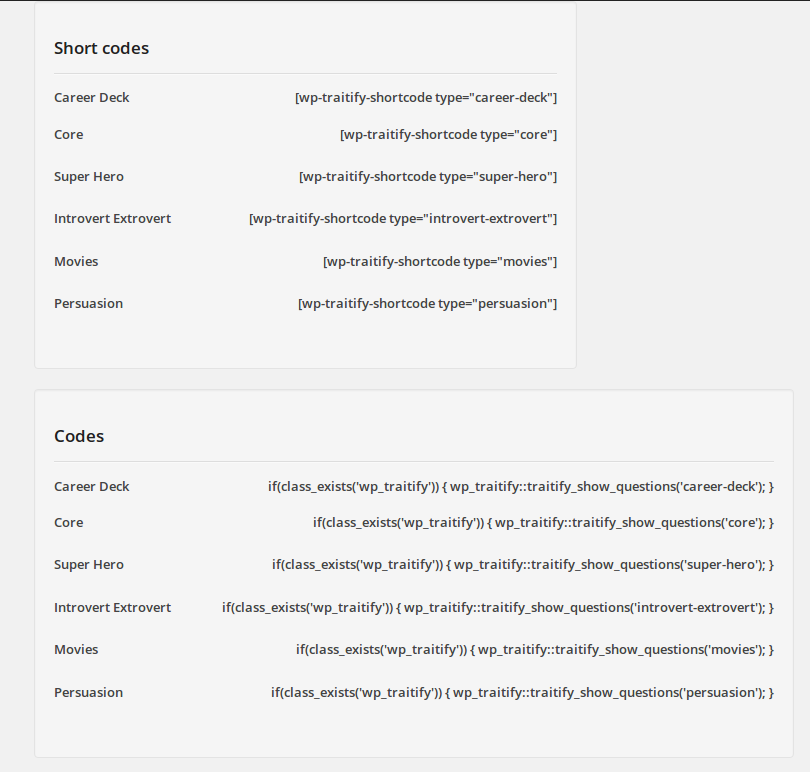 Short codes
Career Deck [wp-traitify-shortcode type="career-deck"]
Core [wp-traitify-shortcode type="core"]
Super Hero [wp-traitify-shortcode type="super-hero"]
Introvert Extrovert [wp-traitify-shortcode type="introvert-extrovert"]
Movies [wp-traitify-shortcode type="movies"]
Persuasion [wp-traitify-shortcode type="persuasion"]
Codes
Career Deck if(class_exists('wp_traitify')) { wp_traitify::traitify_show_questions('career-deck'); }
Core if(class_exists('wp_traitify')) { wp_traitify::traitify_show_questions('core'); }
Super Hero if(class_exists('wp_traitify')) { wp_traitify::traitify_show_questions('super-hero'); }
Introvert Extrovert if(class_exists('wp_traitify')) { wp_traitify::traitify_show_questions('introvert-extrovert'); }
Movies if(class_exists('wp_traitify')) { wp_traitify::traitify_show_questions('movies'); }
Persuasion if(class_exists('wp_traitify')) { wp_traitify::traitify_show_questions('persuasion'); }